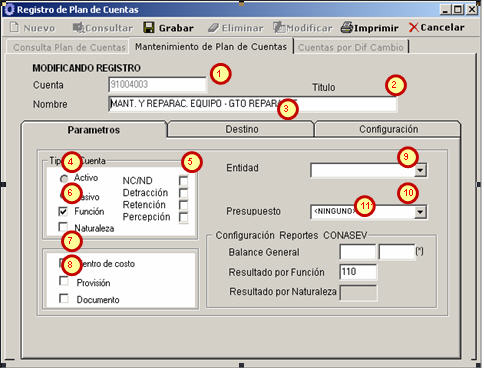 Registro de Plan de Cuentas
Nuevo Consultar Grabar Eliminar Modificar Imprimir Cancelar
Consulta Plan de Cuentas Mantenimiento de Plan de Cuentas Cuentas por Dif Cambio
MODIFICANDO REGISTRO
1
Cuenta 91004003
Titulo 2
Nombre MANT. Y REPARAC. EQUIPO - GTO 3
Parametros Destino Configuración
Cuenta
4 5
Activo NC/ND
6 Detracción
Función Retención
Naturaleza Percepción
7
8 de costo
Provisión
Documento
Entidad 9
10
Presupuesto <NINGUNO> 11
Configuración Reportes CONASEV
Balance General (*)
Resultado por Función 110
Resultado por Naturaleza